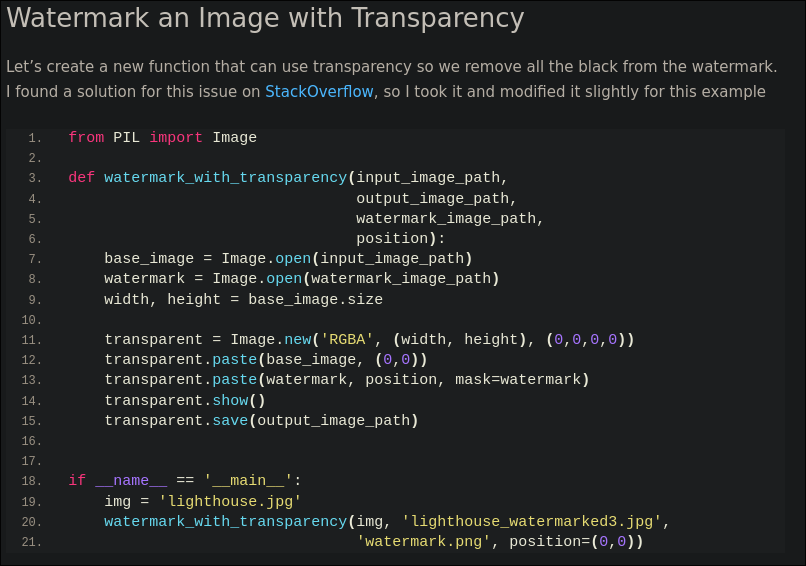 Watermark an Image with Transparency
Let’s create a new function that can use transparency so we remove all the black from the watermark.
I found a solution for this issue on StackOverflow, so I took it and modified it slightly for this example
1. from PIL import Image
2.
3. def watermark_with_transparency(input_image_path,
4.                                 output_image_path,
5.                                 watermark_image_path,
6.                                 position):
7.     base_image = Image.open(input_image_path)
8.     watermark = Image.open(watermark_image_path)
9.     width, height = base_image.size
10.
11.     transparent = Image.new('RGBA', (width, height), (0,0,0,0))
12.     transparent.paste(base_image, (0,0))
13.     transparent.paste(watermark, position, mask=watermark)
14.     transparent.show()
15.     transparent.save(output_image_path)
16.
17.
18. if __name__ == '__main__':
19.     img = 'lighthouse.jpg'
20.     watermark_with_transparency(img, 'lighthouse_watermarked3.jpg',
21.                                 'watermark.png', position=(0,0))